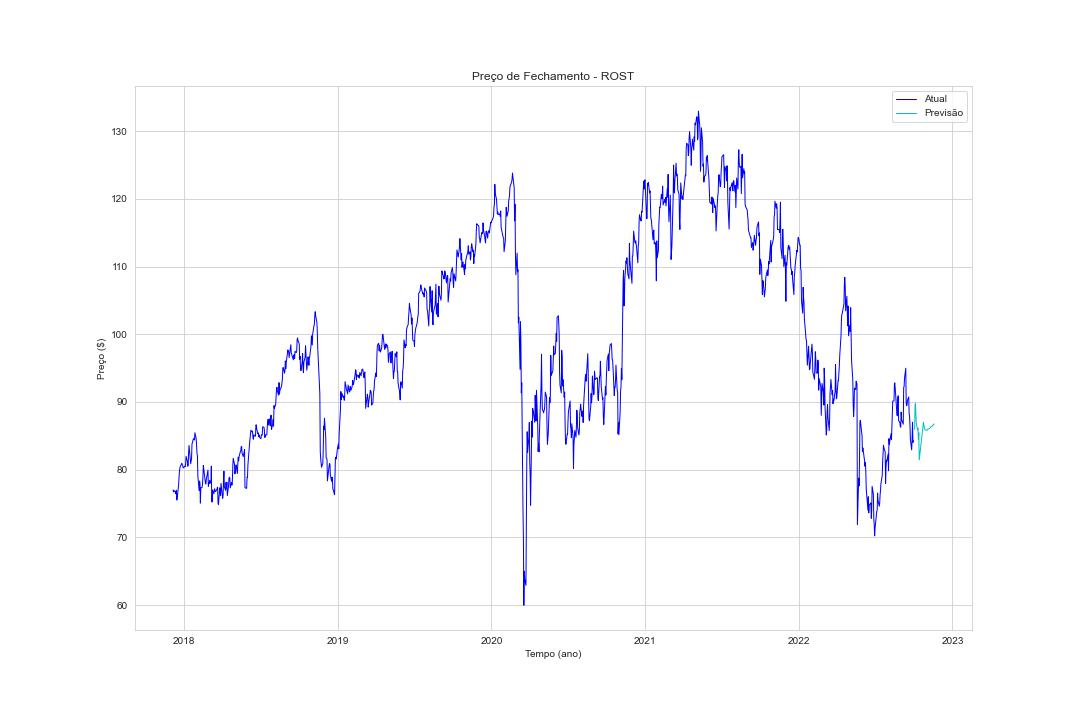 Preço de Fechamento - ROST
Atual
Previsão
Preço ($)
130
120
110
100
90
80
70
60
2018
2019
2020
2021
2022
2023
Tempo (ano)